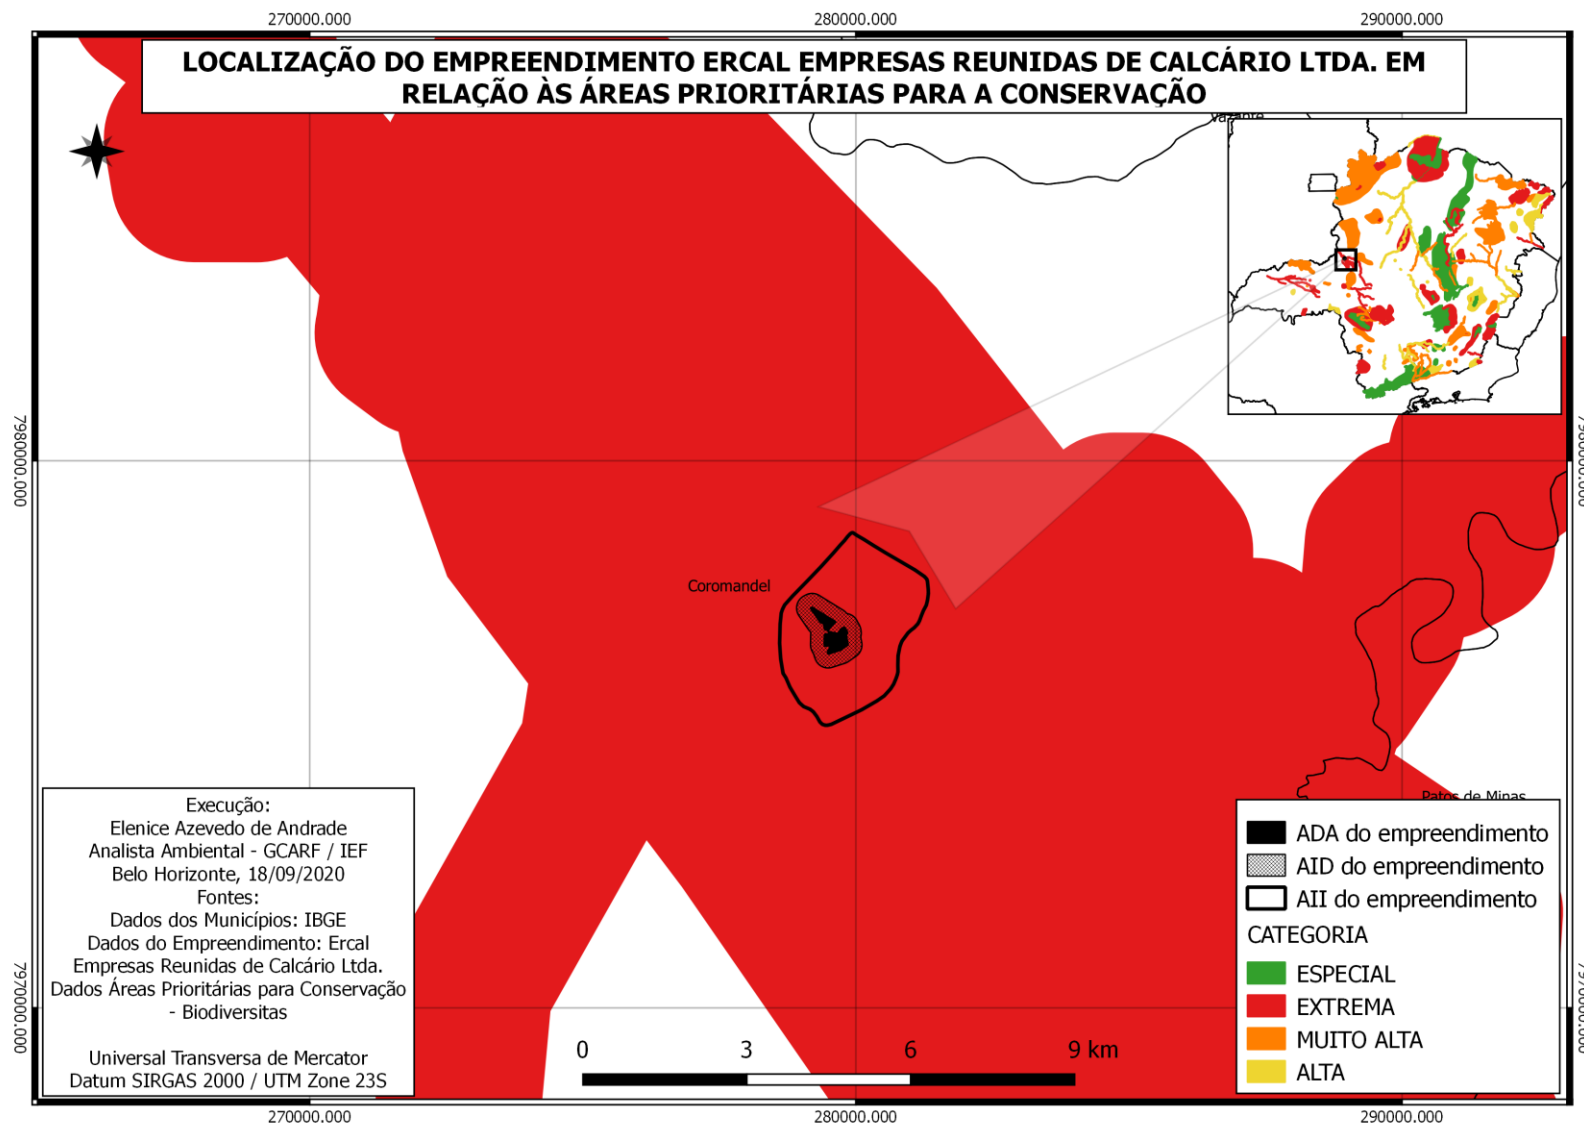 270000.000
280000.000
290000.000
LOCALIZAÇÃO DO EMPREENDIMENTO ERCAL EMPRESAS REUNIDAS DE CALCÁRIO LTDA. EM
RELAÇÃO ÀS ÁREAS PRIORITÁRIAS PARA A CONSERVAÇÃO
Vazante
7980000.000
7980000.000
Coromandel
Patos de Minas
Execução:
Elenice Azevedo de Andrade
Analista Ambiental - GCARF / IEF
Belo Horizonte, 18/09/2020
Fontes:
Dados dos Municípios: IBGE
Dados do Empreendimento: Ercal
Empresas Reunidas de Calcário Ltda.
Dados Áreas Prioritárias para Conservação
- Biodiversitas
Universal Transversa de Mercator
Datum SIRGAS 2000 / UTM Zone 23S
ADA do empreendimento
AID do empreendimento
AII do empreendimento
CATEGORIA
ESPECIAL
EXTREMA
MUITO ALTA
ALTA
7970000.000
7970000.000
0 3 6 9 km
270000.000
280000.000
290000.000